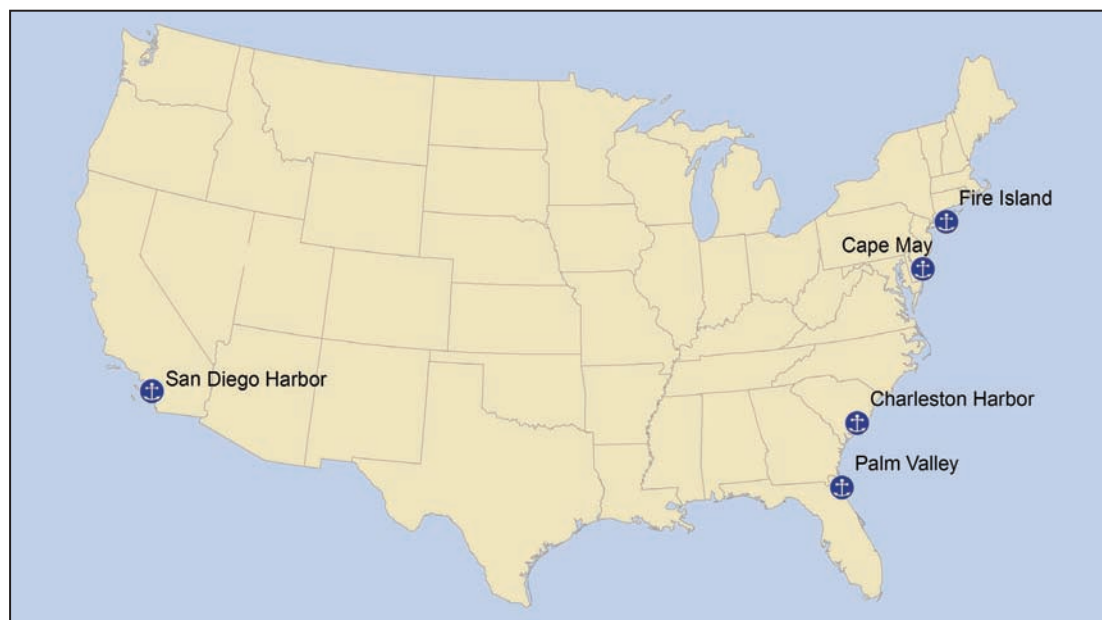 Fire Island
Cape May
San Diego Harbor
Charleston Harbor
Palm Valley